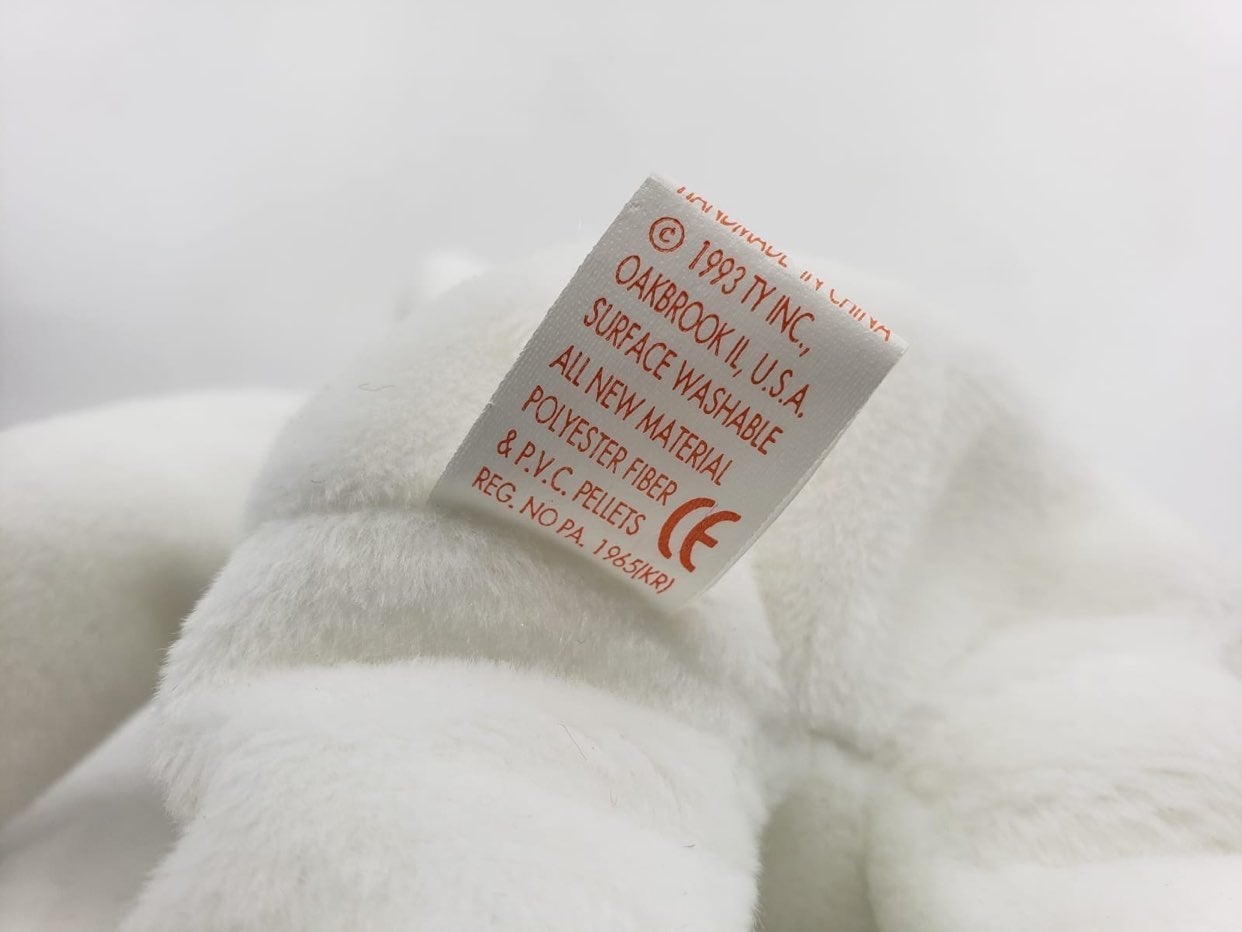 HANDMADE IN CHINA
© 1993 TY INC.,
OAKBROOK IL, U.S.A.
SURFACE WASHABLE
ALL NEW MATERIAL
POLYESTER FIBER
& P.V.C. PELLETS CE
REG. NO PA. 1965(KR)